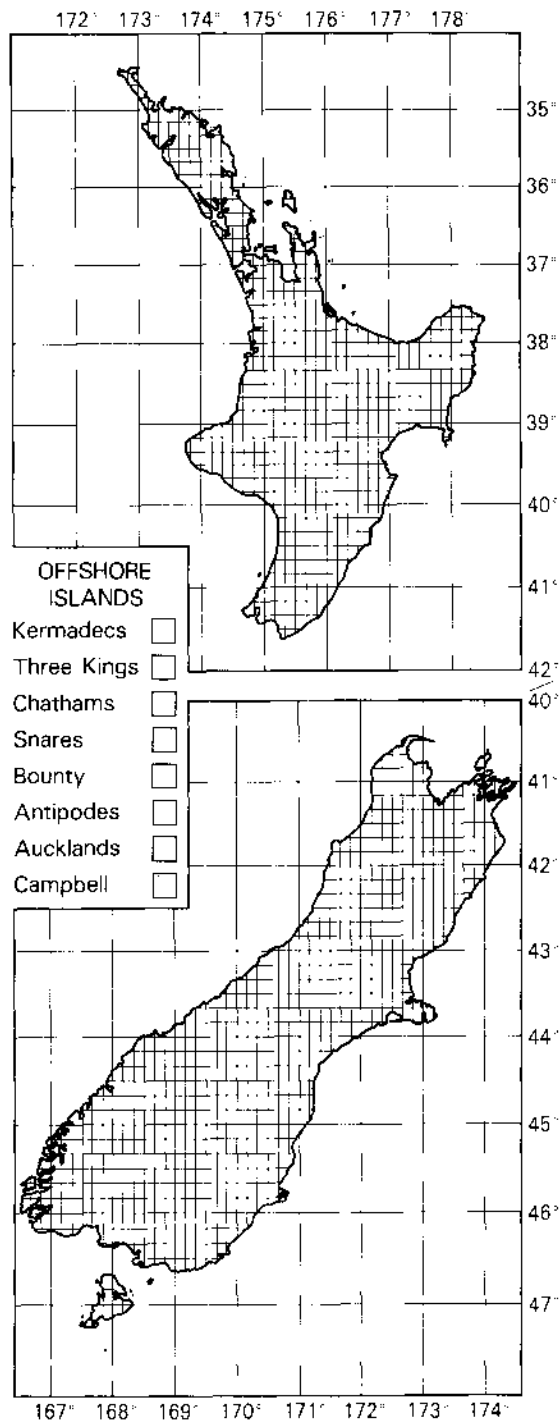 172° 173° 174° 175° 176° 177° 178°
35°
36°
37°
38°
39°
40°
41°
42°
OFFSHORE
ISLANDS
Kermadecs
Three Kings
Chathams
Snares
Bounty
Antipodes
Aucklands
Campbell
40°
41°
42°
43°
44°
45°
46°
47°
167° 168° 169° 170° 171° 172° 173° 174°